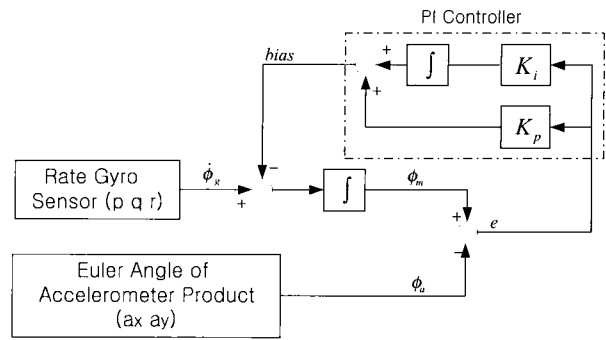 PI Controller
bias
+
∫
K_i
+
K_p
Rate Gyro
Sensor (p q r)
φ̇_g
−
+
∫
φ_m
+
e
−
Euler Angle of
Accelerometer Product
(ax ay)
φ_a